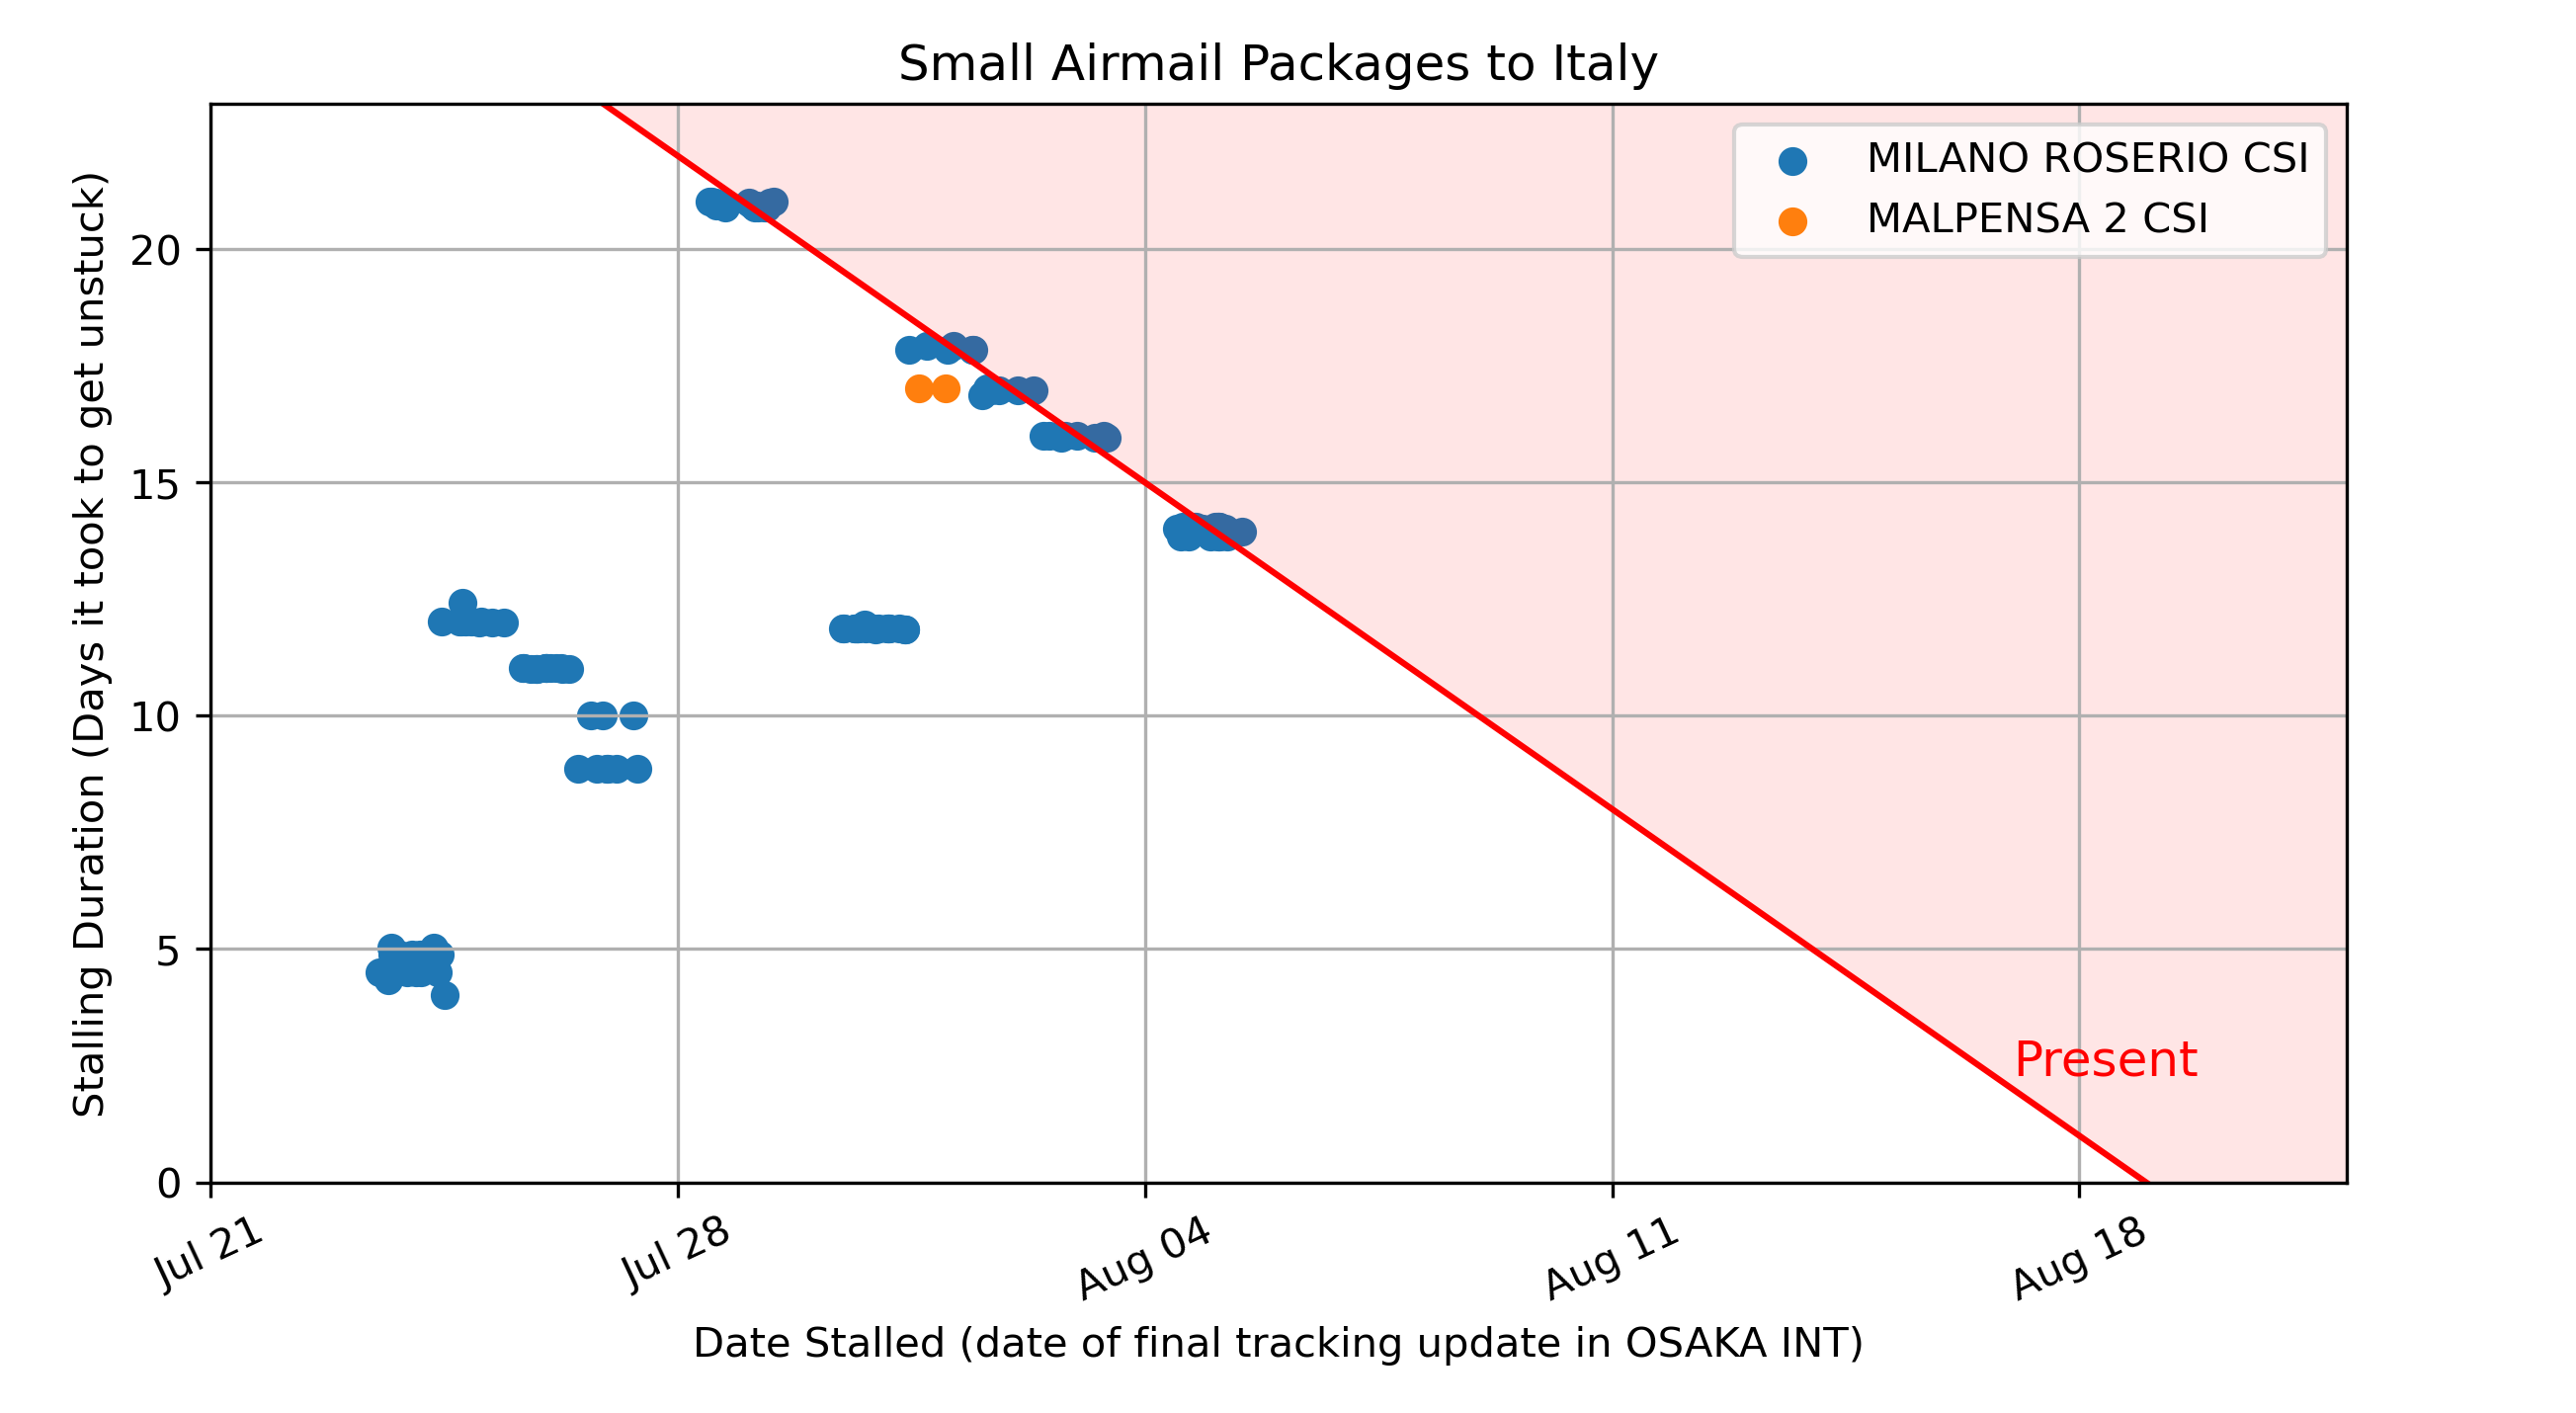 Small Airmail Packages to Italy
MILANO ROSERIO CSI
MALPENSA 2 CSI
Stalling Duration (Days it took to get unstuck)
20
15
10
5
0
Present
Jul 21
Jul 28
Aug 04
Aug 11
Aug 18
Date Stalled (date of final tracking update in OSAKA INT)